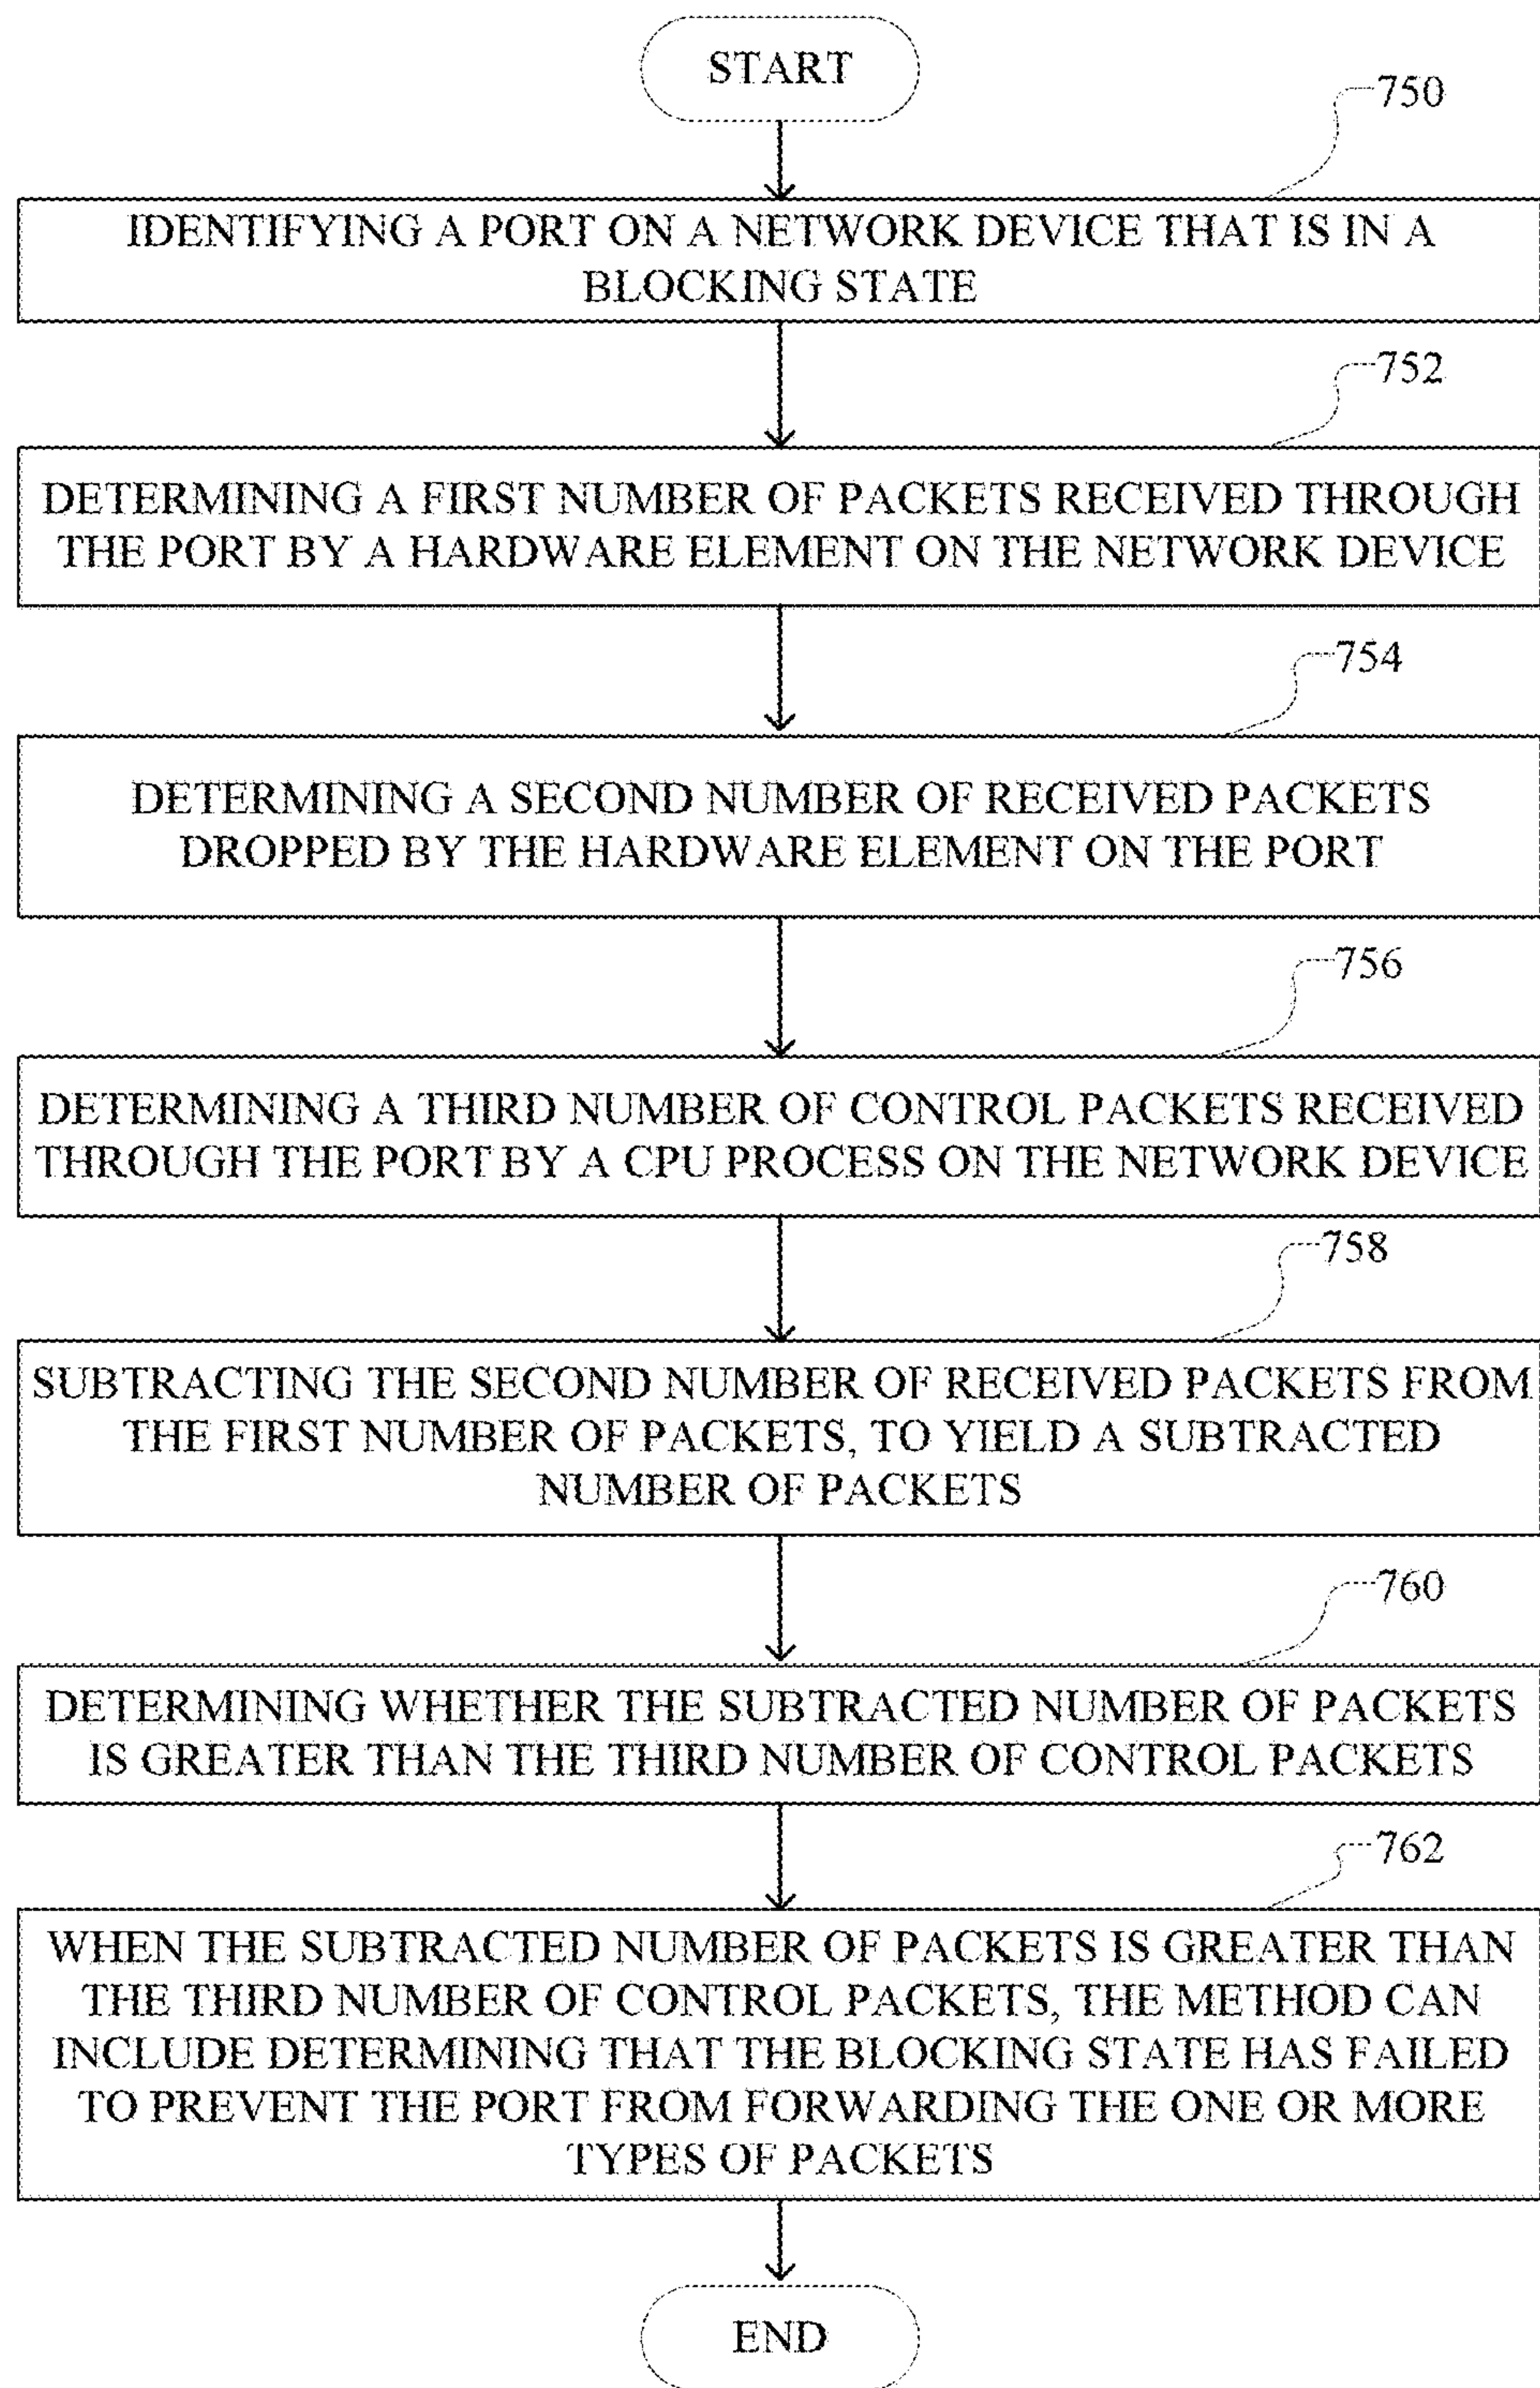 START
750
IDENTIFYING A PORT ON A NETWORK DEVICE THAT IS IN A
BLOCKING STATE
752
DETERMINING A FIRST NUMBER OF PACKETS RECEIVED THROUGH
THE PORT BY A HARDWARE ELEMENT ON THE NETWORK DEVICE
754
DETERMINING A SECOND NUMBER OF RECEIVED PACKETS
DROPPED BY THE HARDWARE ELEMENT ON THE PORT
756
DETERMINING A THIRD NUMBER OF CONTROL PACKETS RECEIVED
THROUGH THE PORT BY A CPU PROCESS ON THE NETWORK DEVICE
758
SUBTRACTING THE SECOND NUMBER OF RECEIVED PACKETS FROM
THE FIRST NUMBER OF PACKETS, TO YIELD A SUBTRACTED
NUMBER OF PACKETS
760
DETERMINING WHETHER THE SUBTRACTED NUMBER OF PACKETS
IS GREATER THAN THE THIRD NUMBER OF CONTROL PACKETS
762
WHEN THE SUBTRACTED NUMBER OF PACKETS IS GREATER THAN
THE THIRD NUMBER OF CONTROL PACKETS, THE METHOD CAN
INCLUDE DETERMINING THAT THE BLOCKING STATE HAS FAILED
TO PREVENT THE PORT FROM FORWARDING THE ONE OR MORE
TYPES OF PACKETS
END